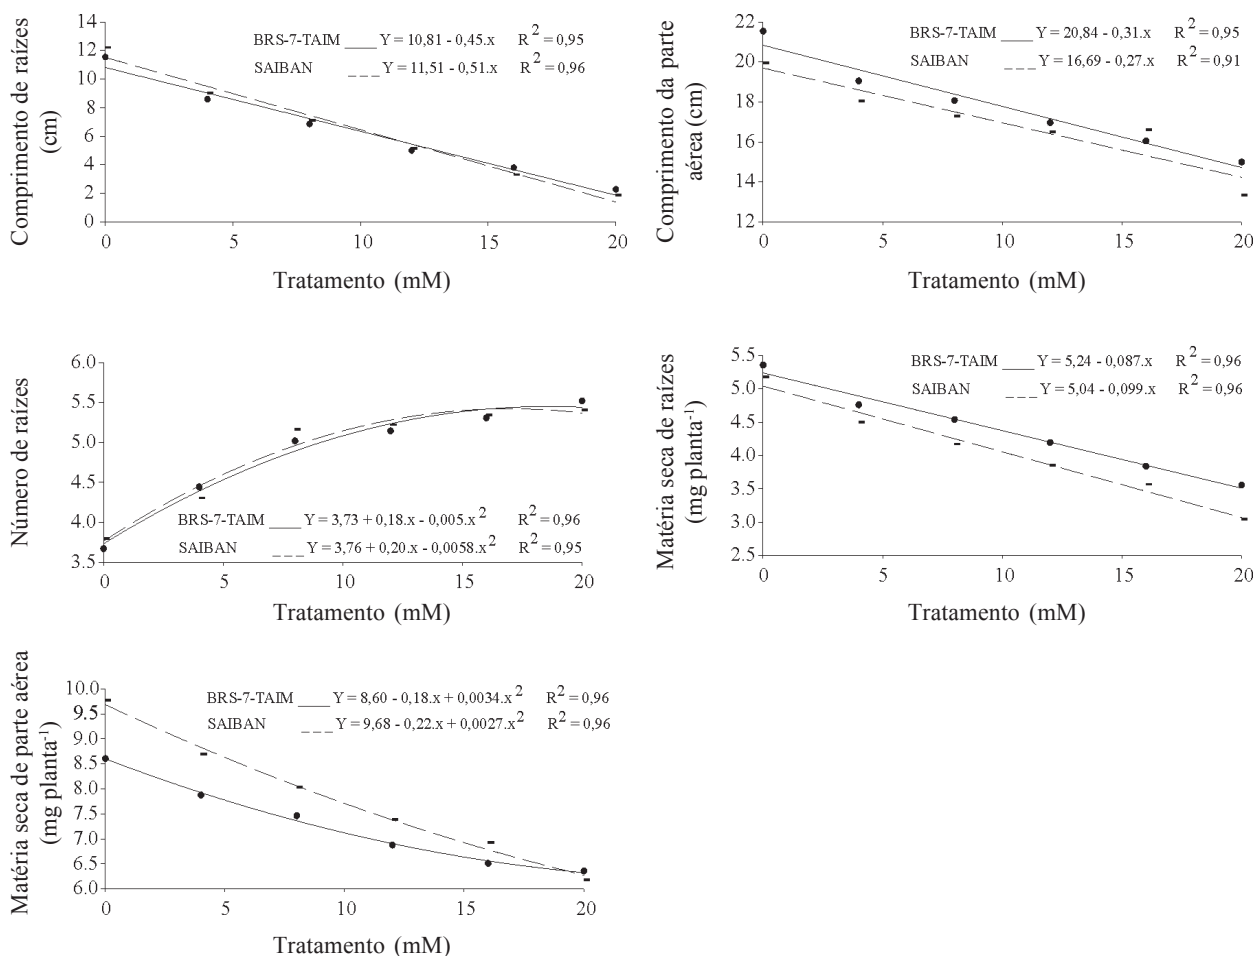 Comprimento de raízes
(cm)
14
12
10
8
6
4
2
0
BRS-7-TAIM ____ Y = 10,81 - 0,45.x R² = 0,95
SAIBAN _ _ _ Y = 11,51 - 0,51.x R² = 0,96
0 5 10 15 20
Tratamento (mM)
Comprimento da parte
aérea (cm)
22
20
18
16
14
12
BRS-7-TAIM ____ Y = 20,84 - 0,31.x R² = 0,95
SAIBAN _ _ _ Y = 16,69 - 0,27.x R² = 0,91
0 5 10 15 20
Tratamento (mM)
Número de raízes
6.0
5.5
5.0
4.5
4.0
3.5
BRS-7-TAIM ____ Y = 3,73 + 0,18.x - 0,005.x² R² = 0,96
SAIBAN _ _ _ Y = 3,76 + 0,20.x - 0,0058.x² R² = 0,95
0 5 10 15 20
Tratamento (mM)
Matéria seca de raízes
(mg planta⁻¹)
5.5
5.0
4.5
4.0
3.5
3.0
2.5
BRS-7-TAIM ____ Y = 5,24 - 0,087.x R² = 0,96
SAIBAN _ _ _ Y = 5,04 - 0,099.x R² = 0,96
0 5 10 15 20
Tratamento (mM)
Matéria seca de parte aérea
(mg planta⁻¹)
10.0
9.5
9.0
8.5
8.0
7.5
7.0
6.5
6.0
BRS-7-TAIM ____ Y = 8,60 - 0,18.x + 0,0034.x² R² = 0,96
SAIBAN _ _ _ Y = 9,68 - 0,22.x + 0,0027.x² R² = 0,96
0 5 10 15 20
Tratamento (mM)